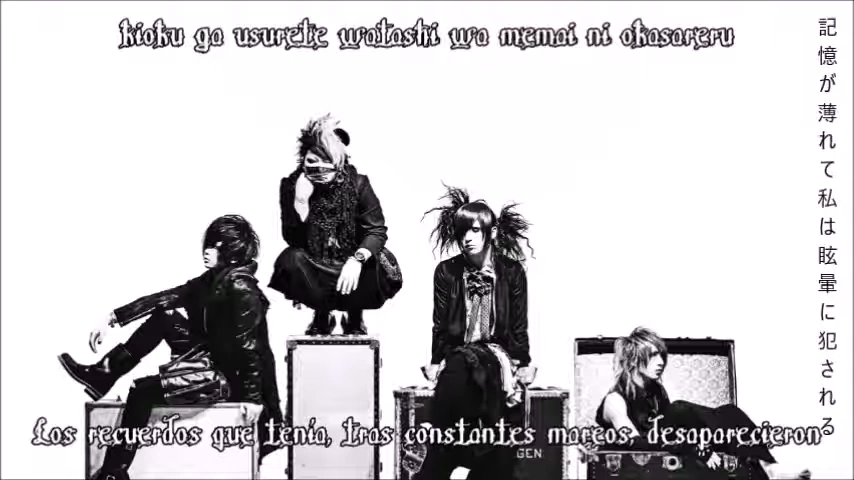 kioku ga usurete watashi wa memai ni okasareru
記憶が薄れて私は眩暈に犯される
GEN
Los recuerdos que tenía, tras constantes mareos, desaparecieron